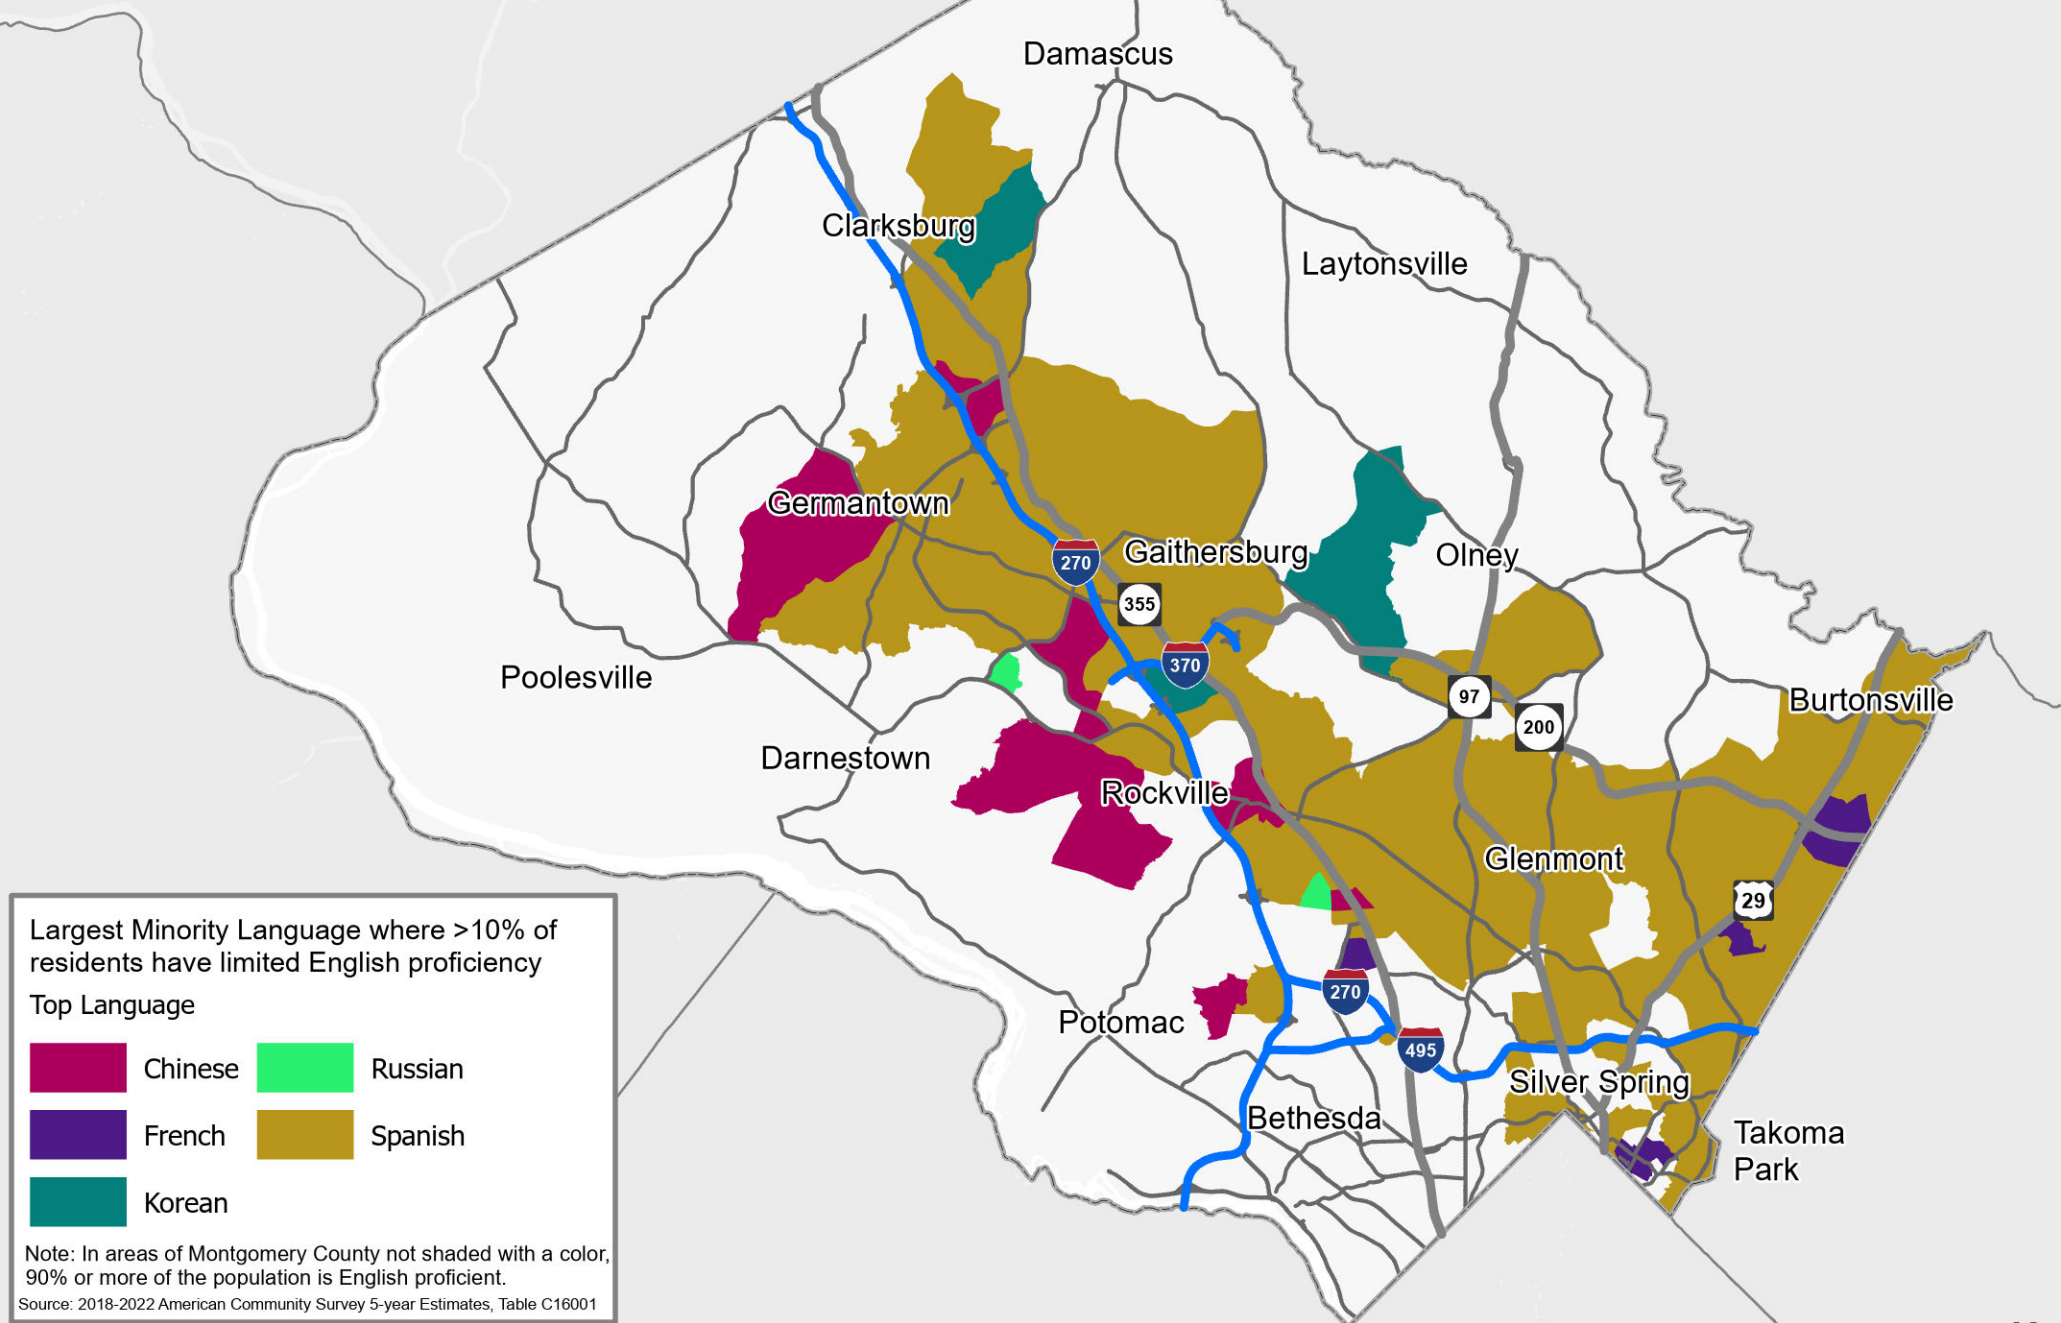 Damascus
Clarksburg
Laytonsville
Germantown
Gaithersburg
Olney
270
355
370
Poolesville
97
200
Burtonsville
Darnestown
Rockville
Glenmont
29
270
Potomac
495
Silver Spring
Bethesda
Takoma
Park
Largest Minority Language where >10% of
residents have limited English proficiency
Top Language
Chinese
Russian
French
Spanish
Korean
Note: In areas of Montgomery County not shaded with a color,
90% or more of the population is English proficient.
Source: 2018-2022 American Community Survey 5-year Estimates, Table C16001